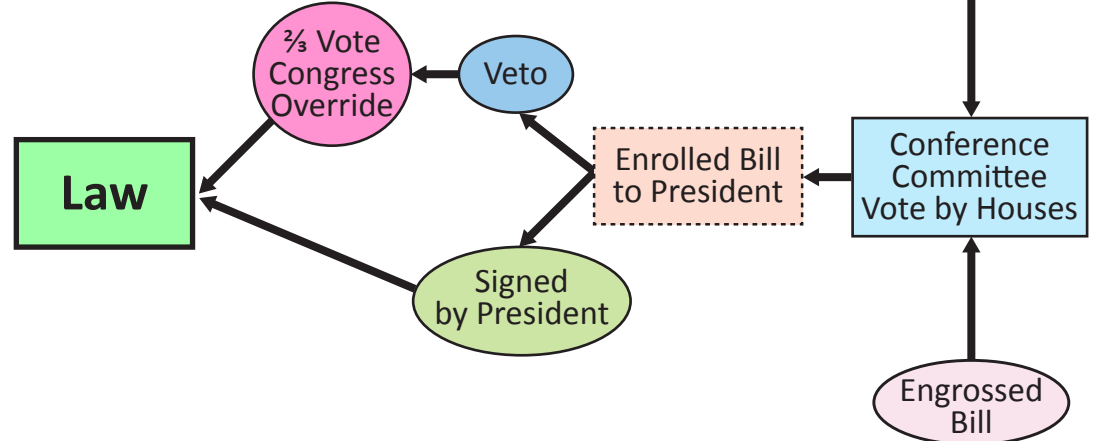 ⅔ Vote
Congress
Override
Veto
Law
Enrolled Bill
to President
Conference
Committee
Vote by Houses
Signed
by President
Engrossed
Bill